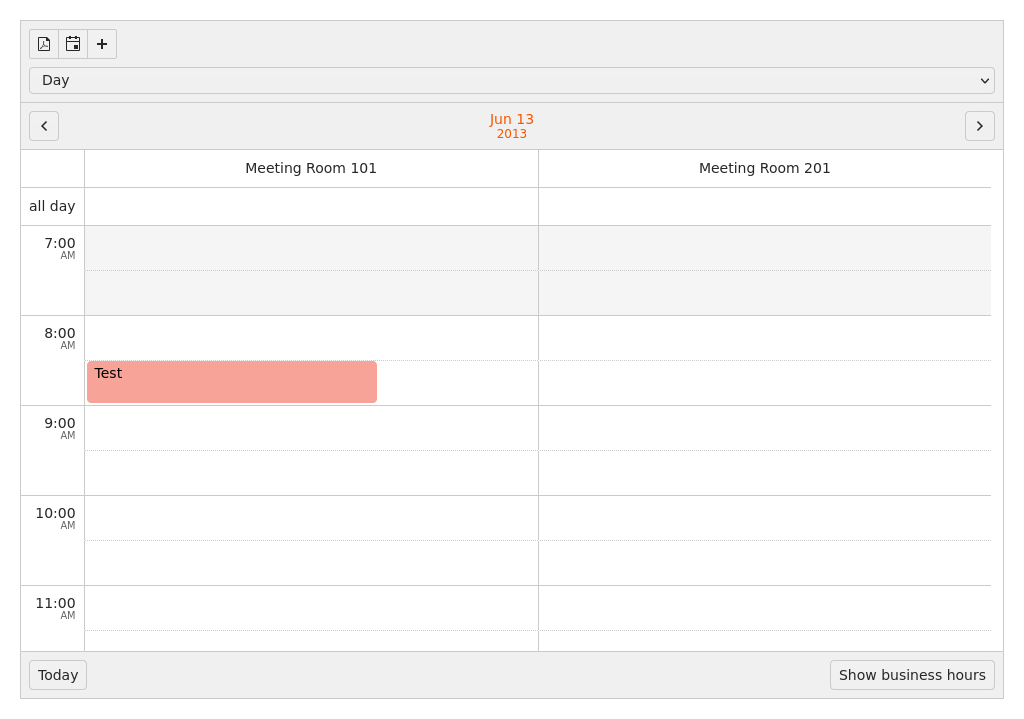 Day
Jun 13
2013
Meeting Room 101
Meeting Room 201
all day
7:00
AM
8:00
AM
Test
9:00
AM
10:00
AM
11:00
AM
Today
Show business hours